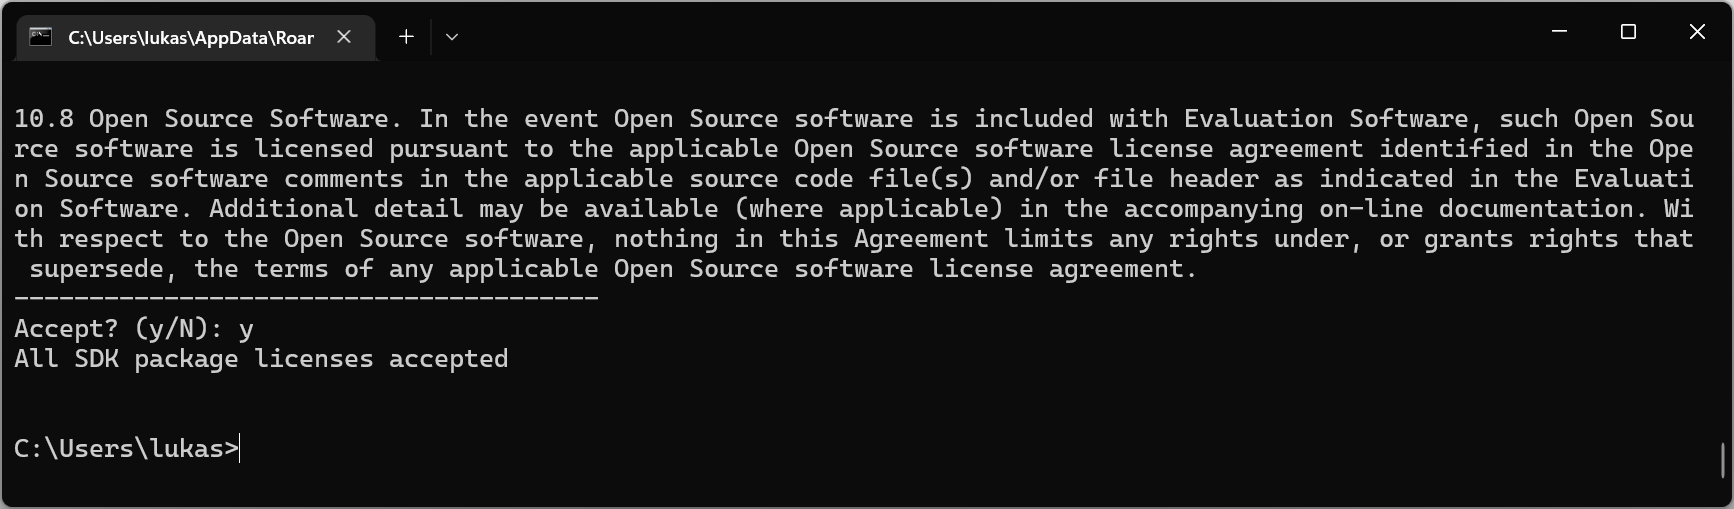 C:\Users\lukas\AppData\Roar
10.8 Open Source Software. In the event Open Source software is included with Evaluation Software, such Open Sou
rce software is licensed pursuant to the applicable Open Source software license agreement identified in the Ope
n Source software comments in the applicable source code file(s) and/or file header as indicated in the Evaluati
on Software. Additional detail may be available (where applicable) in the accompanying on-line documentation. Wi
th respect to the Open Source software, nothing in this Agreement limits any rights under, or grants rights that
 supersede, the terms of any applicable Open Source software license agreement.
---------------------------------------
Accept? (y/N): y
All SDK package licenses accepted
C:\Users\lukas>